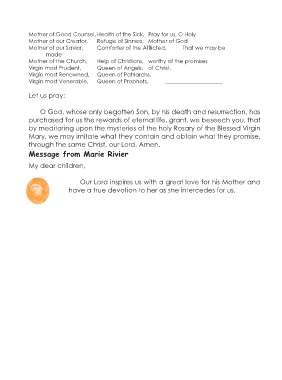 Mother of Good Counsel, Health of the Sick, Pray for us, O Holy
Mother of our Creator, Refuge of Sinners, Mother of God
Mother of our Savior, Comforter of the Afflicted, That we may be
made
Mother of the Church, Help of Christians, worthy of the promises
Virgin most Prudent, Queen of Angels, of Christ.
Virgin most Renowned, Queen of Patriarchs,
Virgin most Venerable, Queen of Prophets,
Let us pray:
O God, whose only begotten Son, by his death and resurrection, has
purchased for us the rewards of eternal life, grant, we beseech you, that
by meditating upon the mysteries of the holy Rosary of the Blessed Virgin
Mary, we may imitate what they contain and obtain what they promise,
through the same Christ, our Lord. Amen.
Message from Marie Rivier
My dear children,
Our Lord inspires us with a great love for his Mother and
have a true devotion to her as she intercedes for us.